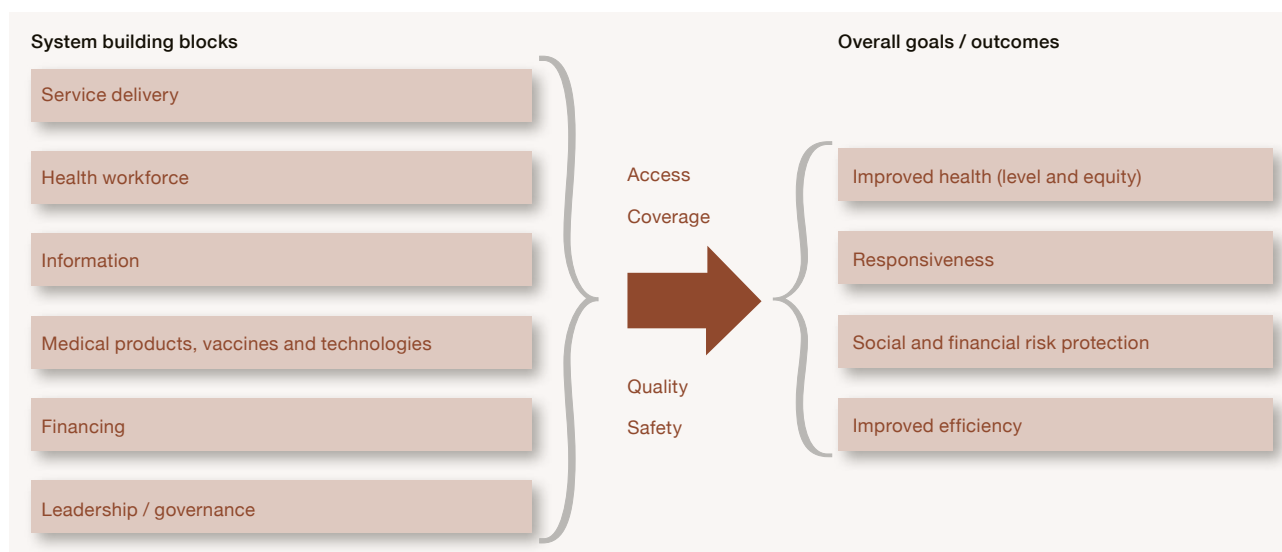 System building blocks
Service delivery
Health workforce
Information
Medical products, vaccines and technologies
Financing
Leadership / governance
Access
Coverage
Quality
Safety
Overall goals / outcomes
Improved health (level and equity)
Responsiveness
Social and financial risk protection
Improved efficiency